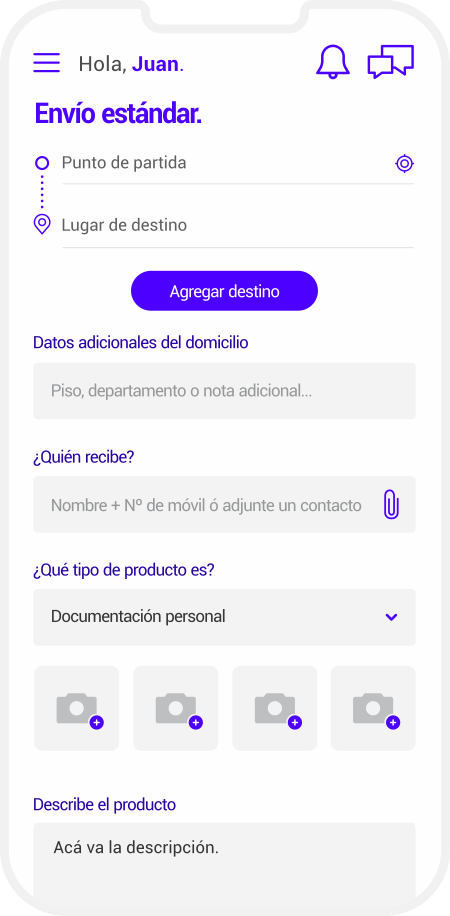 Hola, Juan.
Envío estándar.
Punto de partida
Lugar de destino
Agregar destino
Datos adicionales del domicilio
Piso, departamento o nota adicional...
¿Quién recibe?
Nombre + Nº de móvil ó adjunte un contacto
¿Qué tipo de producto es?
Documentación personal
Describe el producto
Acá va la descripción.